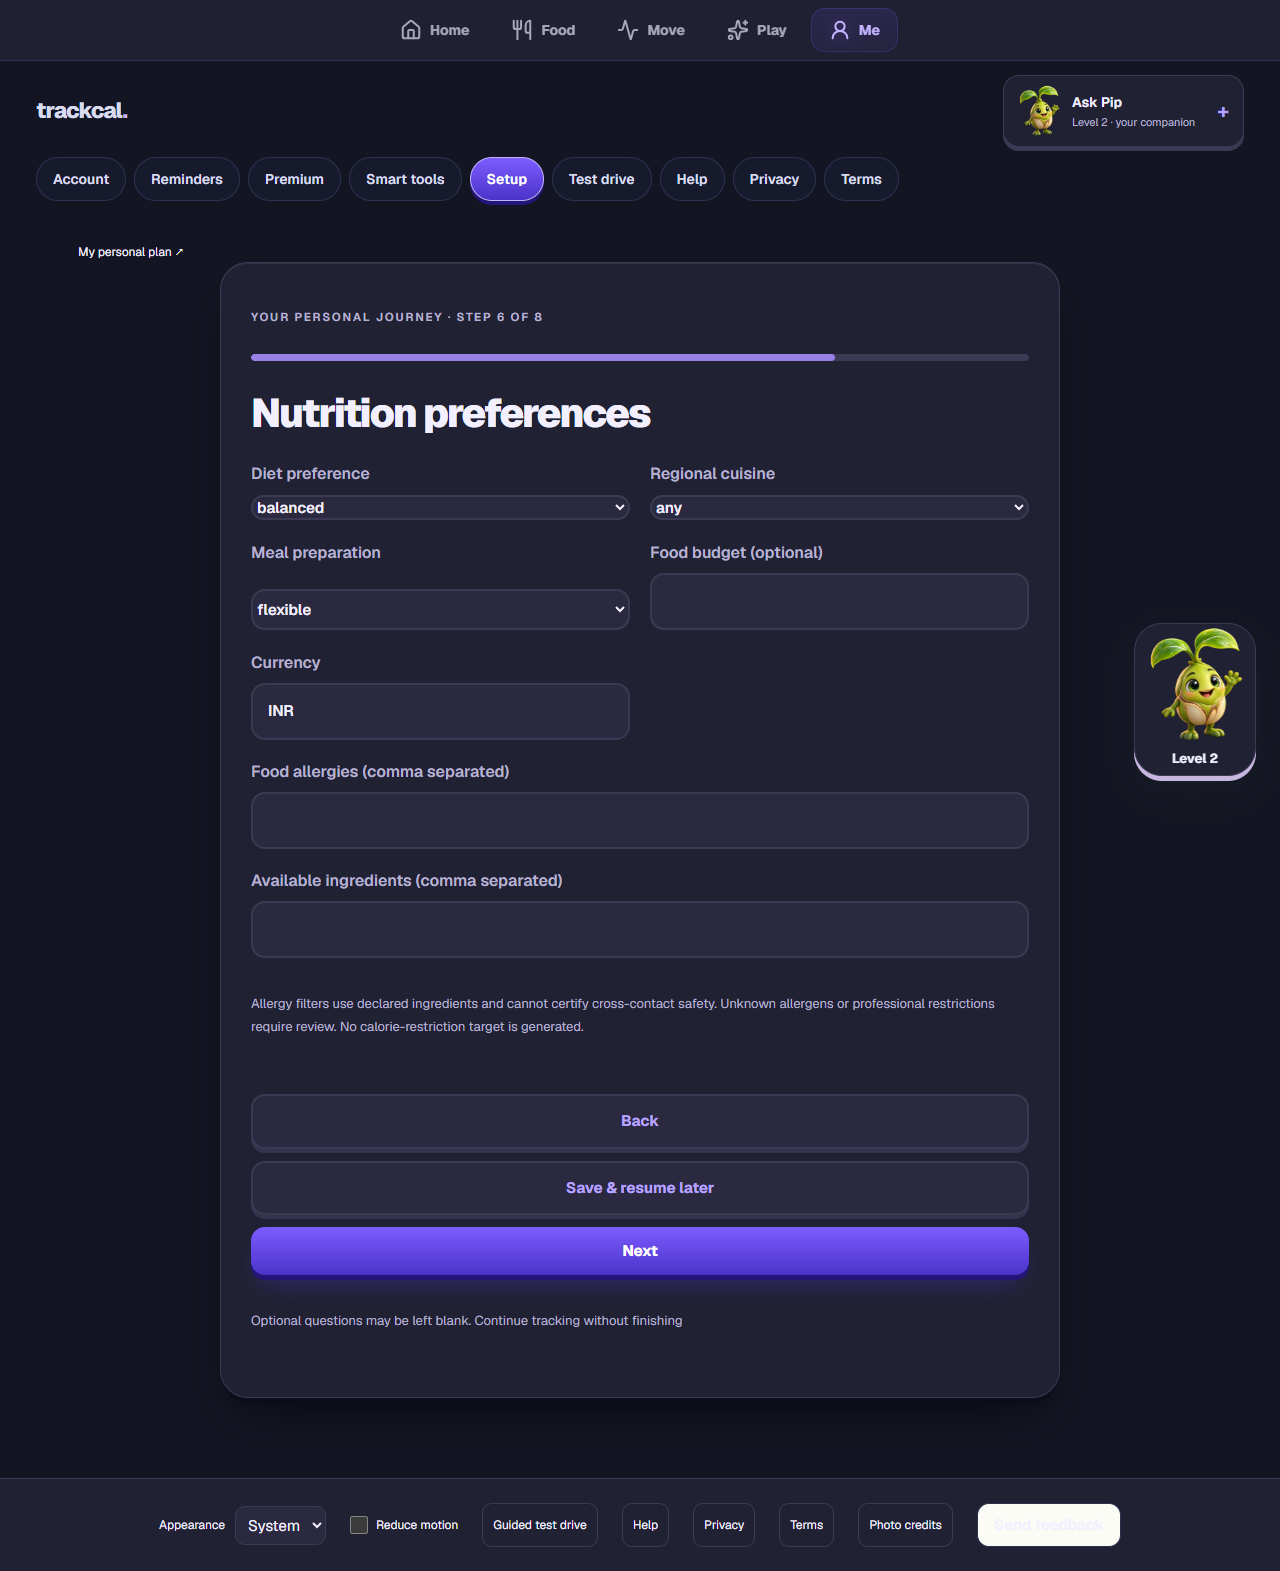 Home
Food
Move
Play
Me
trackcal.
Ask Pip
Level 2 · your companion
+
Account
Reminders
Premium
Smart tools
Setup
Test drive
Help
Privacy
Terms
My personal plan ↗
YOUR PERSONAL JOURNEY · STEP 6 OF 8
Nutrition preferences
Diet preference
Regional cuisine
balanced
any
Meal preparation
Food budget (optional)
flexible
Currency
INR
Level 2
Food allergies (comma separated)
Available ingredients (comma separated)
Allergy filters use declared ingredients and cannot certify cross-contact safety. Unknown allergens or professional restrictions
require review. No calorie-restriction target is generated.
Back
Save & resume later
Next
Optional questions may be left blank. Continue tracking without finishing
Appearance
System
Reduce motion
Guided test drive
Help
Privacy
Terms
Photo credits
Send feedback